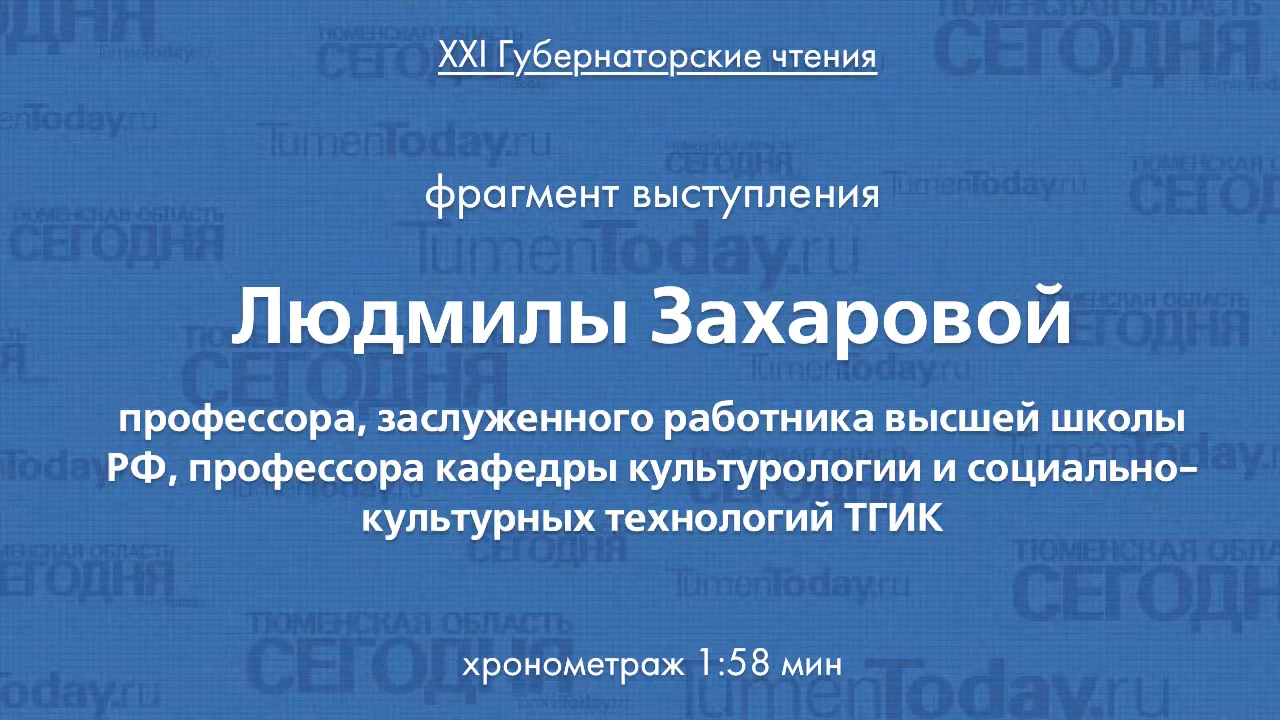 XXI Губернаторские чтения
фрагмент выступления
Людмилы Захаровой
профессора, заслуженного работника высшей школы
РФ, профессора кафедры культурологии и социально-
культурных технологий ТГИК
хронометраж 1:58 мин